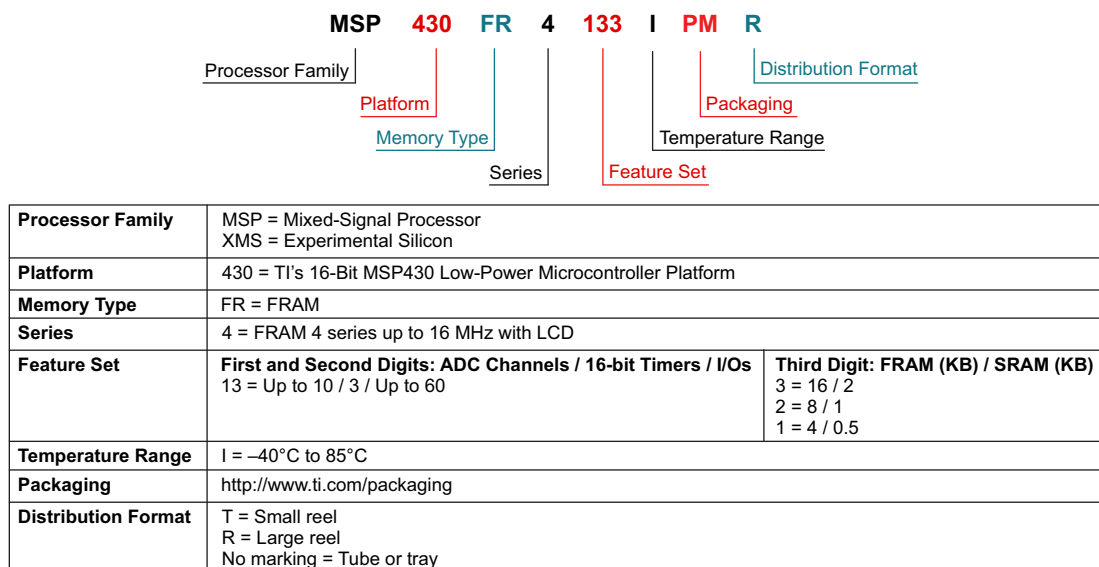 MSP 430 FR 4 133 I PM R
Processor Family
Distribution Format
Platform
Packaging
Memory Type
Temperature Range
Series
Feature Set
Processor Family
MSP = Mixed-Signal Processor
XMS = Experimental Silicon
Platform
430 = TI's 16-Bit MSP430 Low-Power Microcontroller Platform
Memory Type
FR = FRAM
Series
4 = FRAM 4 series up to 16 MHz with LCD
Feature Set
First and Second Digits: ADC Channels / 16-bit Timers / I/Os
13 = Up to 10 / 3 / Up to 60
Third Digit: FRAM (KB) / SRAM (KB)
3 = 16 / 2
2 = 8 / 1
1 = 4 / 0.5
Temperature Range
I = –40°C to 85°C
Packaging
http://www.ti.com/packaging
Distribution Format
T = Small reel
R = Large reel
No marking = Tube or tray